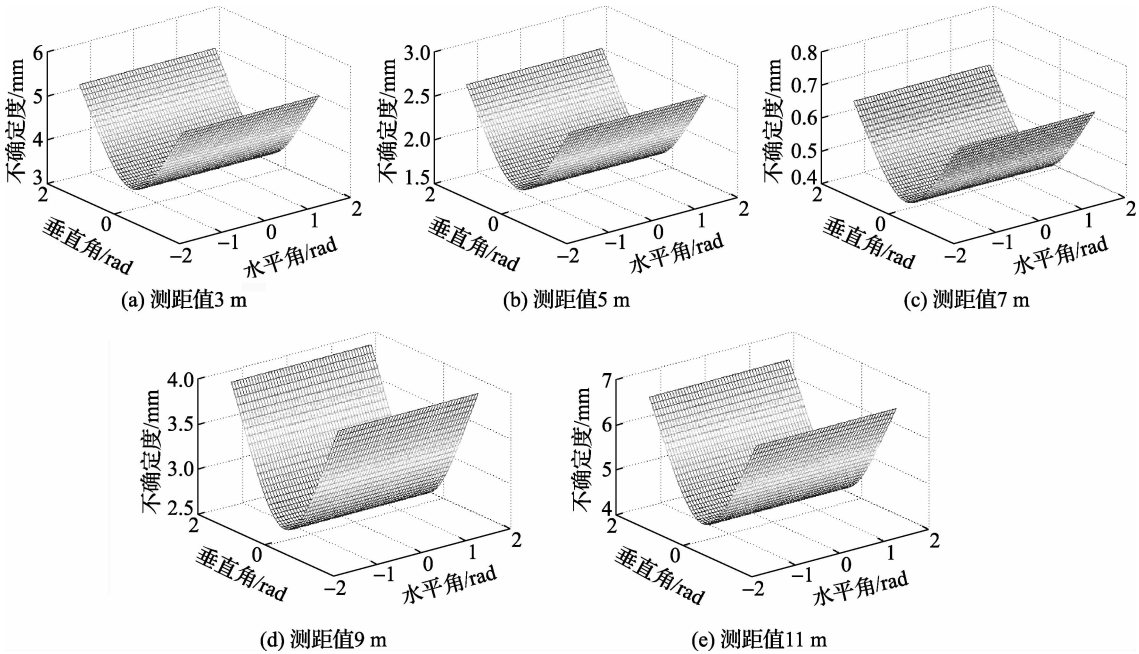 6
5
4
3
不确定度/mm
2
0
−2
垂直角/rad
−1
0
1
2
水平角/rad
(a) 测距值3 m
3.0
2.5
2.0
1.5
不确定度/mm
2
0
−2
垂直角/rad
−1
0
1
2
水平角/rad
(b) 测距值5 m
0.8
0.7
0.6
0.5
0.4
不确定度/mm
2
0
−2
垂直角/rad
−1
0
1
2
水平角/rad
(c) 测距值7 m
4.0
3.5
3.0
2.5
不确定度/mm
2
0
−2
垂直角/rad
−1
0
1
2
水平角/rad
(d) 测距值9 m
7
6
5
4
不确定度/mm
2
0
−2
垂直角/rad
−1
0
1
2
水平角/rad
(e) 测距值11 m